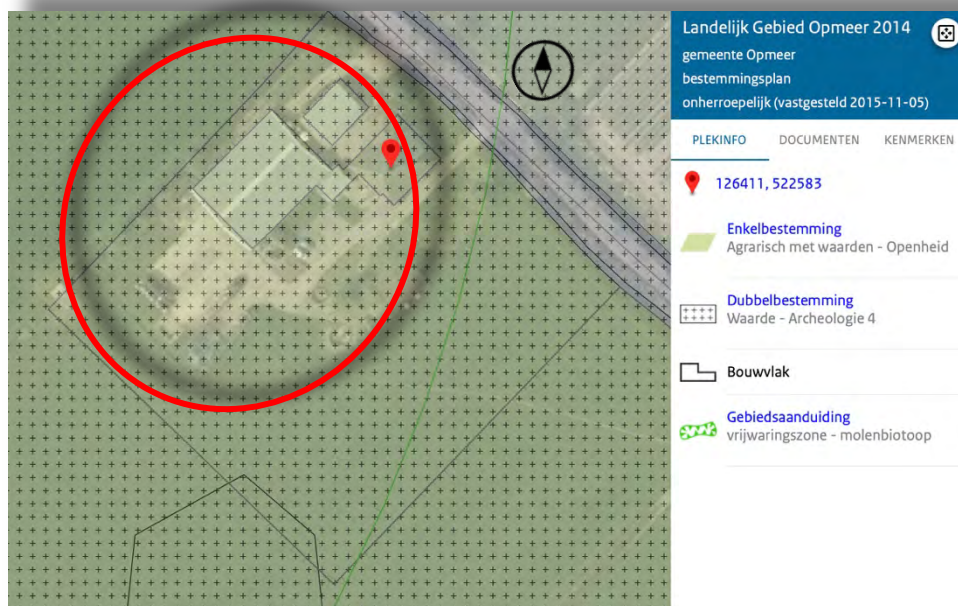 Landelijk Gebied Opmeer 2014
gemeente Opmeer
bestemmingsplan
onherroepelijk (vastgesteld 2015-11-05)
PLEKINFO DOCUMENTEN KENMERKEN
126411, 522583
Enkelbestemming
Agrarisch met waarden - Openheid
Dubbelbestemming
Waarde - Archeologie 4
Bouwvlak
Gebiedsaanduiding
vrijwaringszone - molenbiotoop